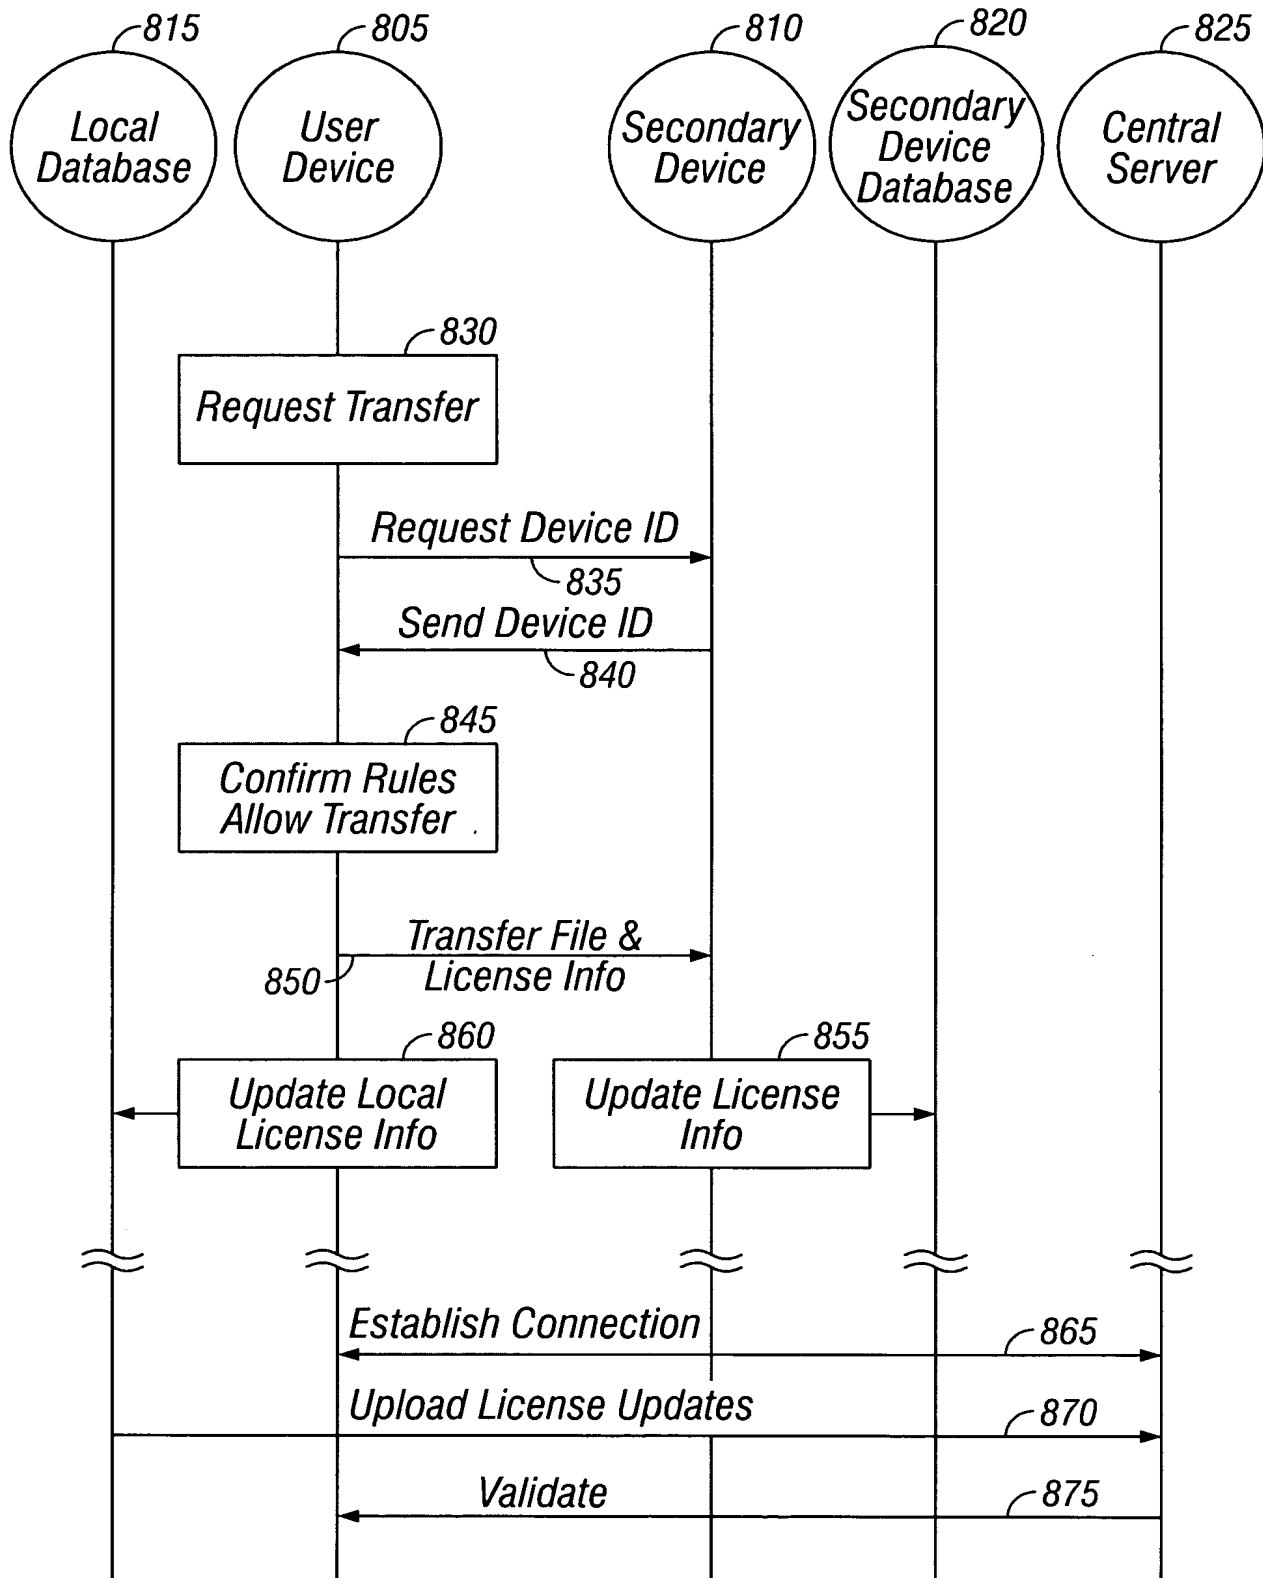 815
805
810
820
825
Local
Database
User
Device
Secondary
Device
Secondary
Device
Database
Central
Server
830
Request Transfer
Request Device ID
835
Send Device ID
840
845
Confirm Rules
Allow Transfer
Transfer File &
License Info
850
860
Update Local
License Info
855
Update License
Info
Establish Connection
865
Upload License Updates
870
Validate
875